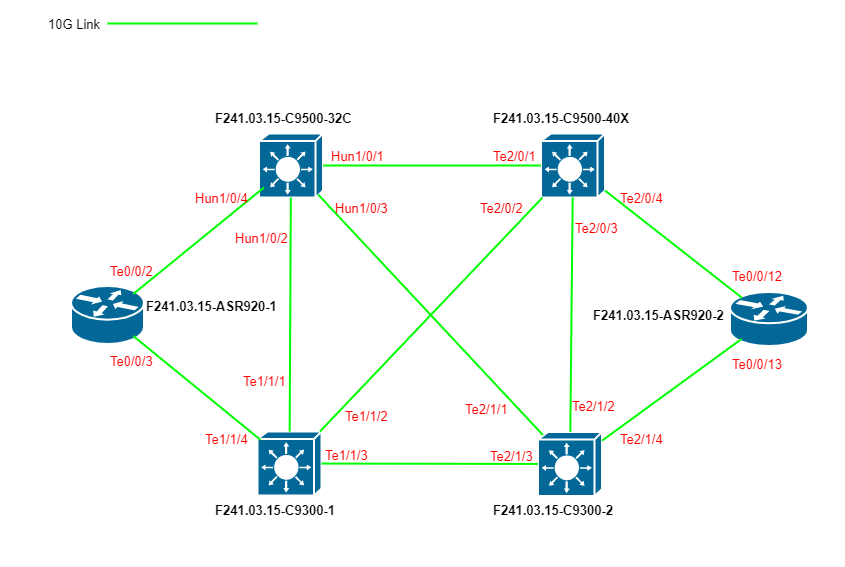 10G Link
F241.03.15-C9500-32C
F241.03.15-C9500-40X
Hun1/0/1
Te2/0/1
Hun1/0/4
Hun1/0/3
Te2/0/2
Te2/0/4
Hun1/0/2
Te2/0/3
Te0/0/2
Te0/0/12
F241.03.15-ASR920-1
F241.03.15-ASR920-2
Te0/0/3
Te0/0/13
Te1/1/1
Te1/1/2
Te2/1/1
Te2/1/2
Te1/1/4
Te2/1/4
Te1/1/3
Te2/1/3
F241.03.15-C9300-1
F241.03.15-C9300-2